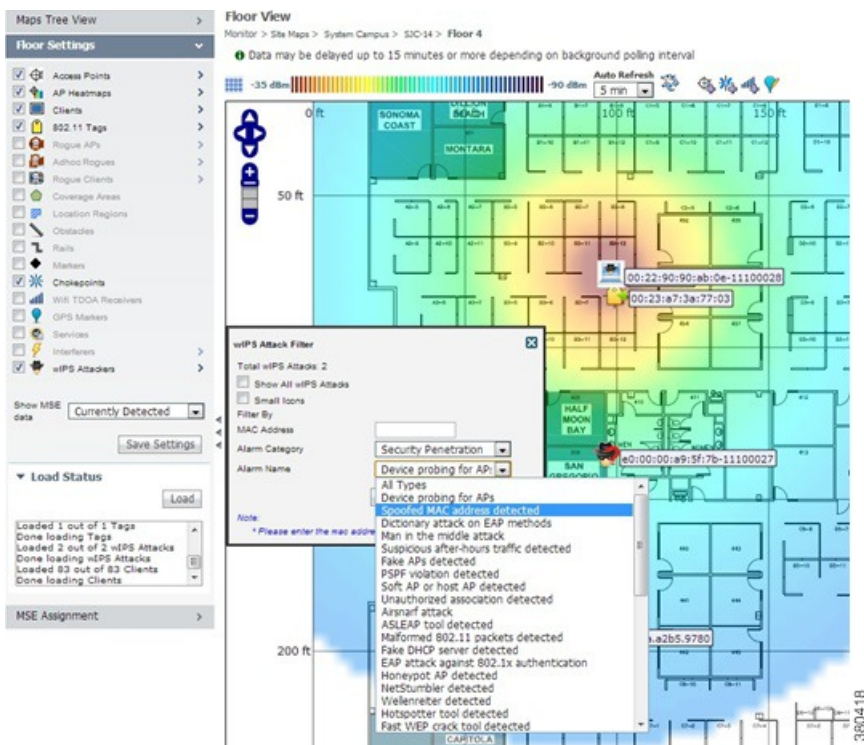 Maps Tree View
Floor Settings
Access Points
AP Heatmaps
Clients
802.11 Tags
Rogue APs
Adhoc Rogues
Rogue Clients
Coverage Areas
Location Regions
Obstacles
Rails
Markers
Chokepoints
Wifi TDOA Receivers
GPS Markers
Services
Interferers
wIPS Attackers
Show MSE data
Currently Detected
Save Settings
Load Status
Load
Loaded 1 out of 1 Tags
Done loading Tags
Loaded 2 out of 2 wIPS Attacks
Done loading wIPS Attacks
Loaded 83 out of 83 Clients
Done loading Clients
MSE Assignment
Floor View
Monitor > Site Maps > System Campus > SJC-14 > Floor 4
Data may be delayed up to 15 minutes or more depending on background polling interval
-35 dBm
-90 dBm
Auto Refresh
5 min
0 ft
100 ft
150 ft
50 ft
200 ft
SONOMA COAST
BEACH
MONTARA
00:22:90:90:ab:0e-11100028
00:23:a7:3a:77:03
HALF MOON BAY
SAN
e0:00:00:a9:5f:7b-11100027
a.a2b5.9780
CAPITOLA
wIPS Attack Filter
Total wIPS Attacks: 2
Show All wIPS Attacks
Small Icons
Filter By
MAC Address
Alarm Category
Security Penetration
Alarm Name
Device probing for AP:
Note:
* Please enter the mac addre
All Types
Device probing for APs
Spoofed MAC address detected
Dictionary attack on EAP methods
Man in the middle attack
Suspicious after-hours traffic detected
Fake APs detected
PSPF violation detected
Soft AP or host AP detected
Unauthorized association detected
Airsnarf attack
ASLEAP tool detected
Malformed 802.11 packets detected
Fake DHCP server detected
EAP attack against 802.1x authentication
Honeypot AP detected
NetStumbler detected
Wellenreiter detected
Hotspotter tool detected
Fast WEP crack tool detected
380418